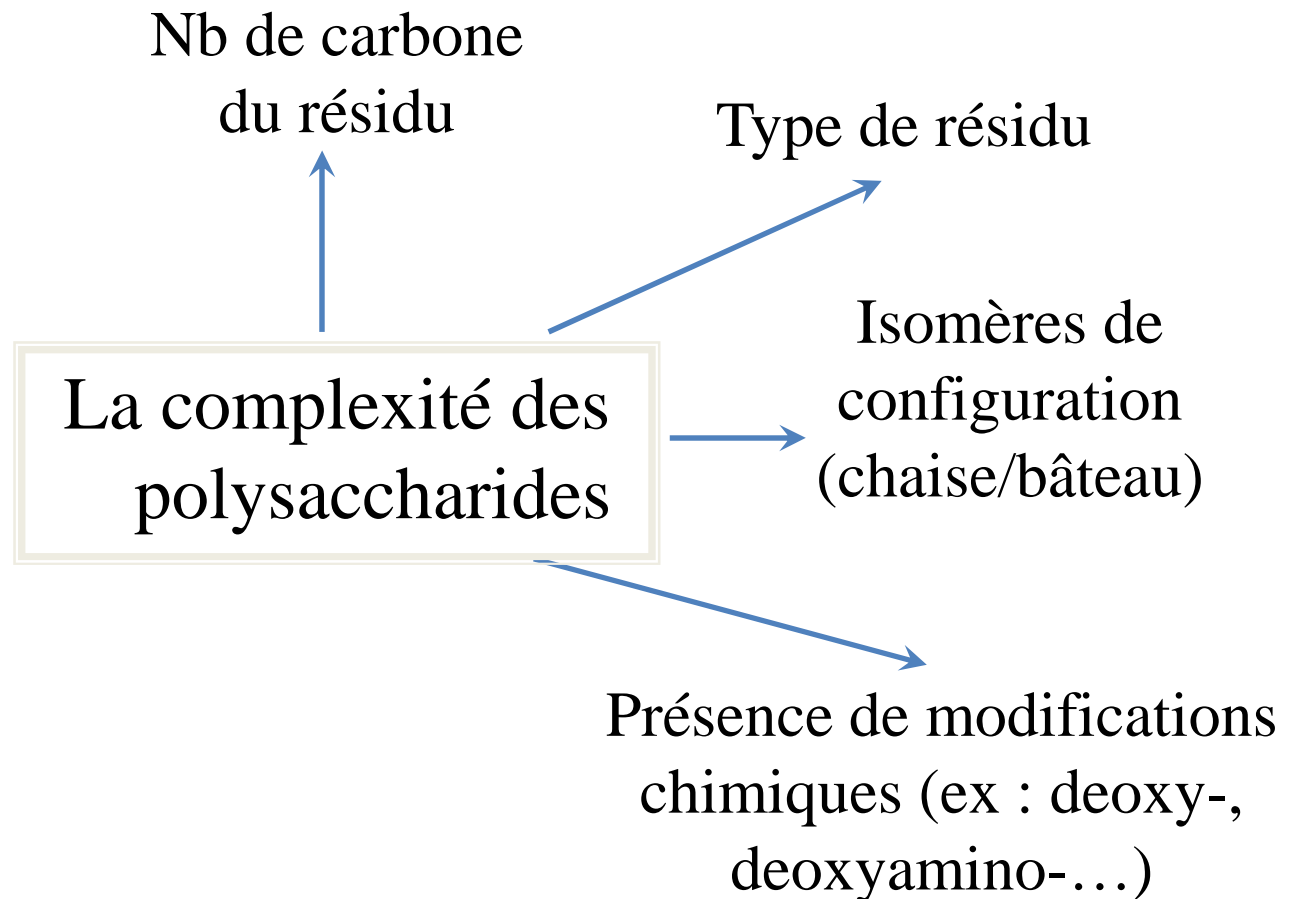 Nb de carbone
du résidu
Type de résidu
Isomères de
configuration
(chaise/bâteau)
La complexité des
polysaccharides
Présence de modifications
chimiques (ex : deoxy-,
deoxyamino-…)